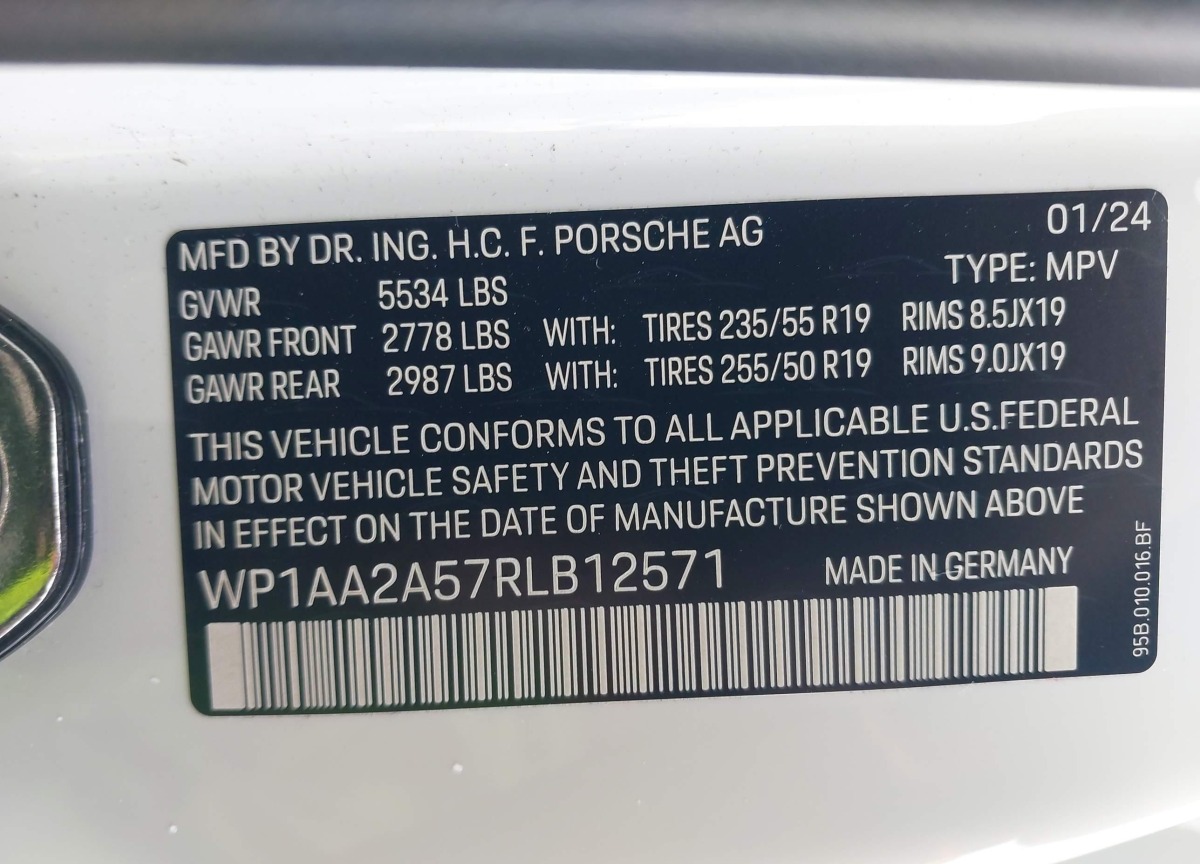 MFD BY DR. ING. H.C. F. PORSCHE AG 01/24
TYPE: MPV
GVWR 5534 LBS
GAWR FRONT 2778 LBS WITH: TIRES 235/55 R19 RIMS 8.5JX19
GAWR REAR 2987 LBS WITH: TIRES 255/50 R19 RIMS 9.0JX19
THIS VEHICLE CONFORMS TO ALL APPLICABLE U.S.FEDERAL
MOTOR VEHICLE SAFETY AND THEFT PREVENTION STANDARDS
IN EFFECT ON THE DATE OF MANUFACTURE SHOWN ABOVE
WP1AA2A57RLB12571 MADE IN GERMANY
95B.010.016.BF